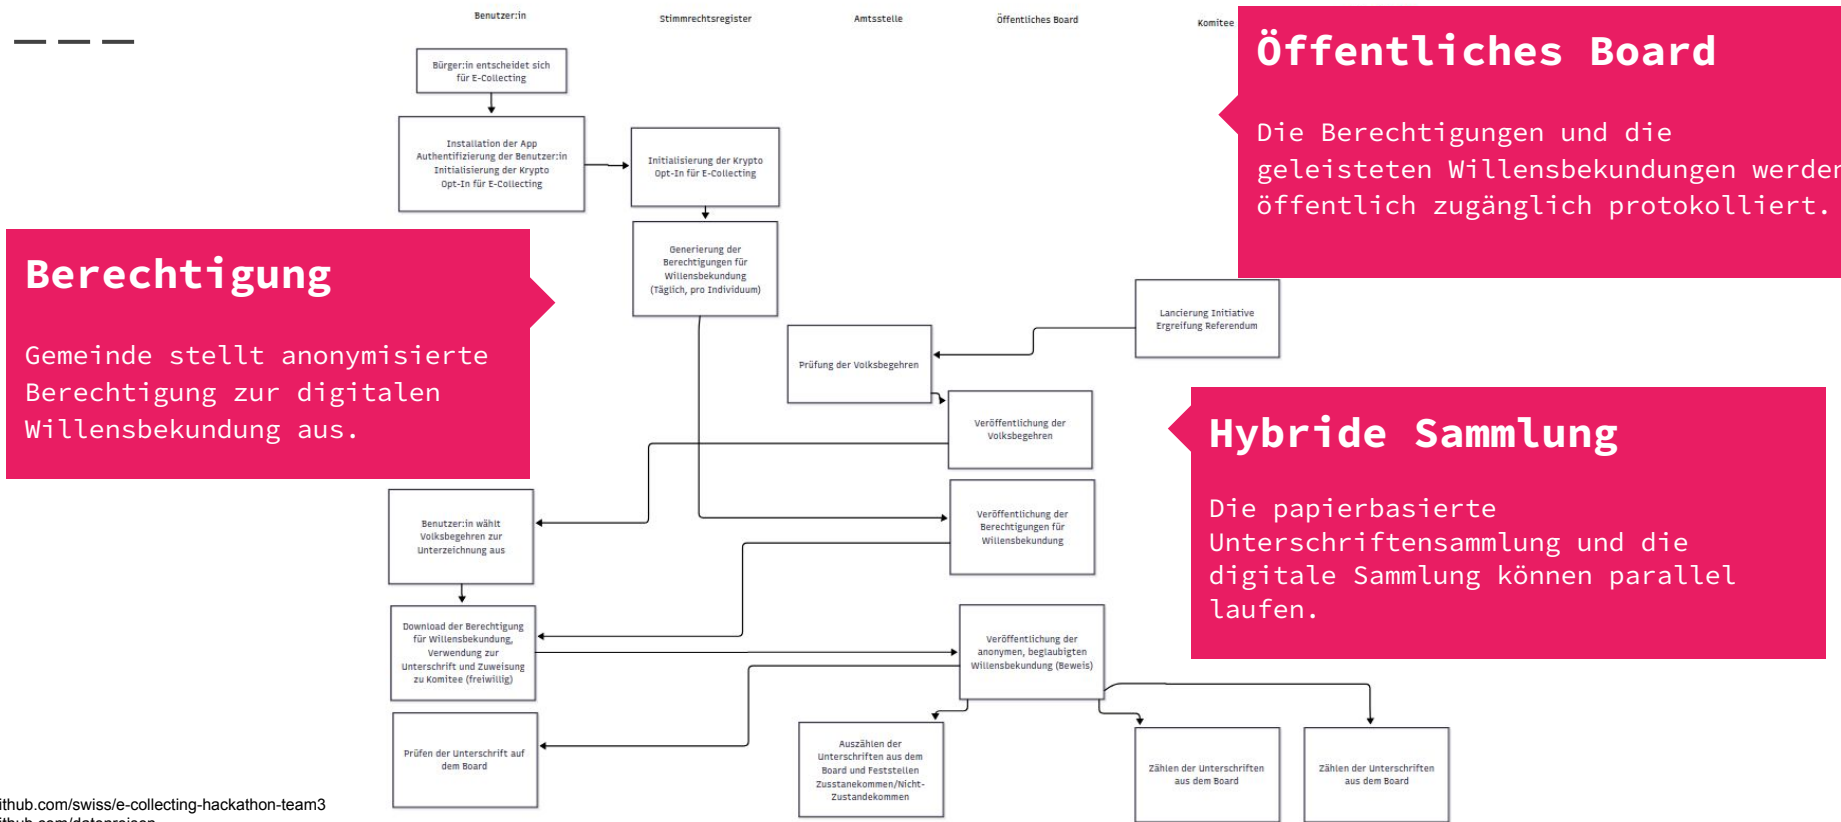 Benutzer:in
Stimmrechtsregister
Amtsstelle
Öffentliches Board
Komitee
Öffentliches Board
Die Berechtigungen und die
geleisteten Willensbekundungen werden
öffentlich zugänglich protokolliert.
Bürger:in entscheidet sich
für E-Collecting
Installation der App
Authentifizierung der Benutzer:in
Initialisierung der Krypto
Opt-In für E-Collecting
Initialisierung der Krypto
Opt-In für E-Collecting
Generierung der
Berechtigungen für
Willensbekundung
(Täglich, pro Individuum)
Berechtigung
Gemeinde stellt anonymisierte
Berechtigung zur digitalen
Willensbekundung aus.
Lancierung Initiative
Ergreifung Referendum
Prüfung der Volksbegehren
Veröffentlichung der
Volksbegehren
Hybride Sammlung
Die papierbasierte
Unterschriftensammlung und die
digitale Sammlung können parallel
laufen.
Benutzer:in wählt
Volksbegehren zur
Unterzeichnung aus
Veröffentlichung der
Berechtigungen für
Willensbekundung
Download der Berechtigung
für Willensbekundung,
Verwendung zur
Unterschrift und Zuweisung
zu Komitee (freiwillig)
Veröffentlichung der
anonymen, beglaubigten
Willensbekundung (Beweis)
Prüfen der Unterschrift auf
dem Board
Auszählen der
Unterschriften aus dem
Board und Feststellen
Zusstanekommen/Nicht-
Zustandekommen
Zählen der Unterschriften
aus dem Board
Zählen der Unterschriften
aus dem Board
ithub.com/swiss/e-collecting-hackathon-team3